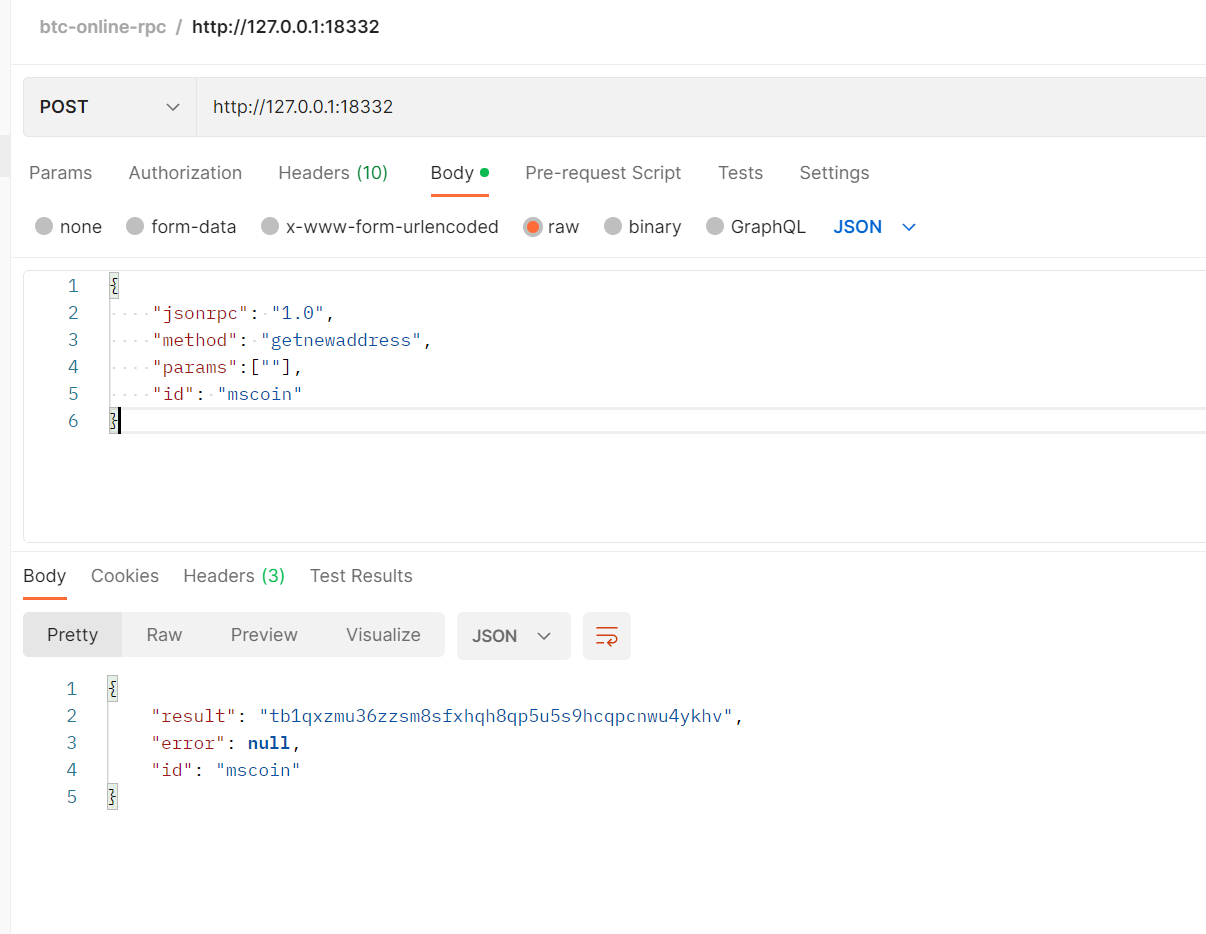 btc-online-rpc / http://127.0.0.1:18332
POST http://127.0.0.1:18332
Params Authorization Headers (10) Body Pre-request Script Tests Settings
none form-data x-www-form-urlencoded raw binary GraphQL JSON
1 {
2 "jsonrpc": "1.0",
3 "method": "getnewaddress",
4 "params":[""],
5 "id": "mscoin"
6 }
Body Cookies Headers (3) Test Results
Pretty Raw Preview Visualize JSON
1 {
2 "result": "tb1qxzmu36zzsm8sfxhqh8qp5u5s9hcqpcnwu4ykhv",
3 "error": null,
4 "id": "mscoin"
5 }